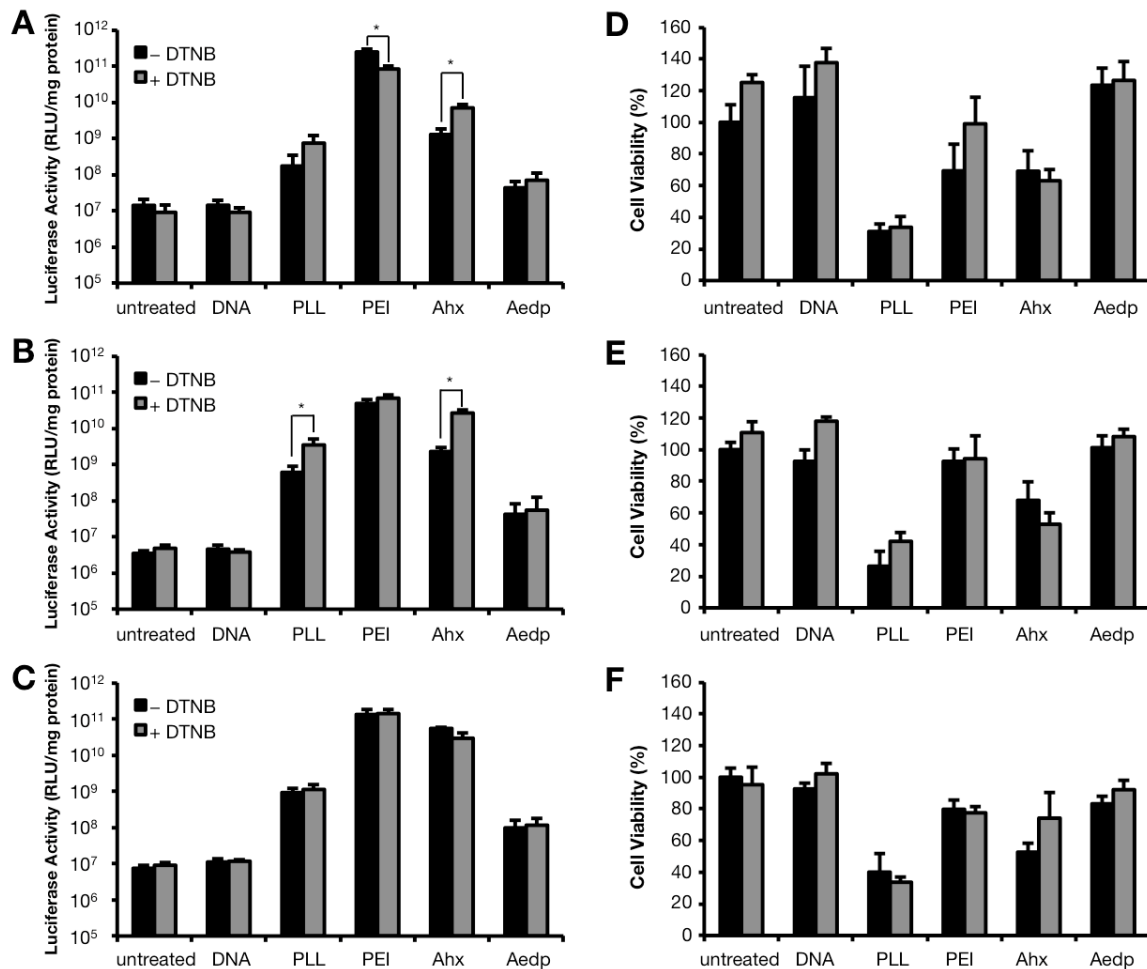 A
Luciferase Activity (RLU/mg protein)
10¹²
10¹¹
10¹⁰
10⁹
10⁸
10⁷
10⁶
10⁵
– DTNB
+ DTNB
*
*
untreated DNA PLL PEI Ahx Aedp
D
Cell Viability (%)
160
140
120
100
80
60
40
20
0
untreated DNA PLL PEI Ahx Aedp
B
Luciferase Activity (RLU/mg protein)
10¹²
10¹¹
10¹⁰
10⁹
10⁸
10⁷
10⁶
10⁵
– DTNB
+ DTNB
*
*
untreated DNA PLL PEI Ahx Aedp
E
Cell Viability (%)
160
140
120
100
80
60
40
20
0
untreated DNA PLL PEI Ahx Aedp
C
Luciferase Activity (RLU/mg protein)
10¹²
10¹¹
10¹⁰
10⁹
10⁸
10⁷
10⁶
10⁵
– DTNB
+ DTNB
untreated DNA PLL PEI Ahx Aedp
F
Cell Viability (%)
160
140
120
100
80
60
40
20
0
untreated DNA PLL PEI Ahx Aedp